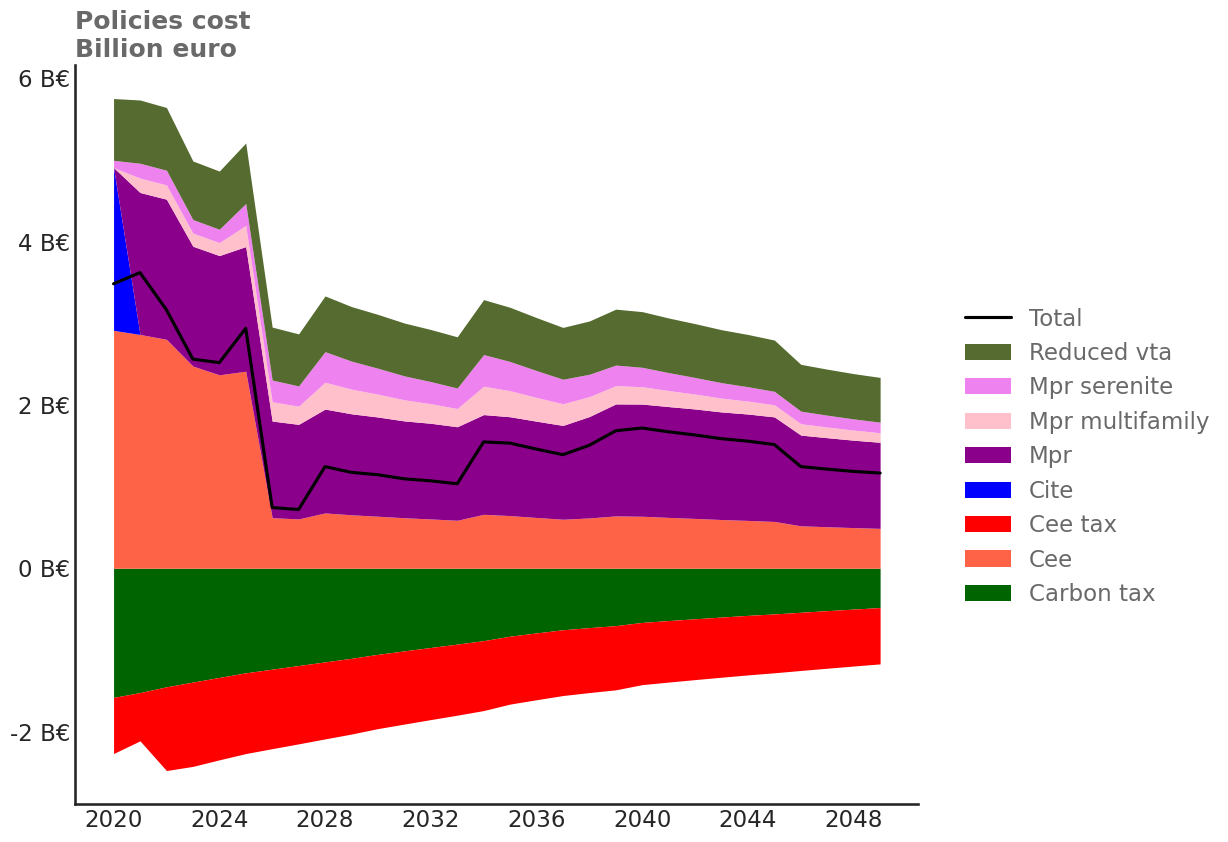 Policies cost
Billion euro
6 B€
4 B€
2 B€
0 B€
-2 B€
2020 2024 2028 2032 2036 2040 2044 2048
Total
Reduced vta
Mpr serenite
Mpr multifamily
Mpr
Cite
Cee tax
Cee
Carbon tax